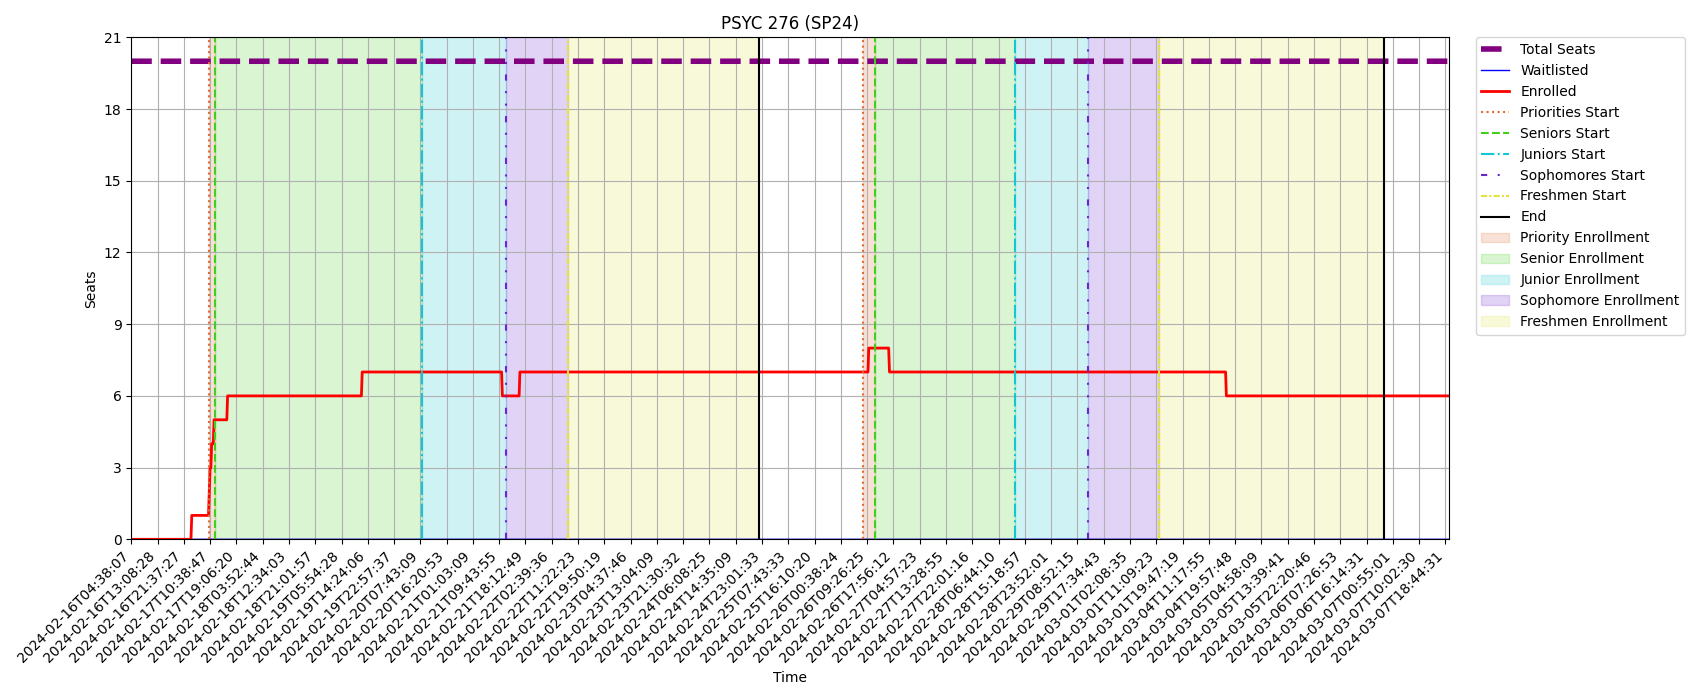 PSYC 276 (SP24)
21
18
15
12
9
6
3
0
Seats
2024-02-16T04:38:07
2024-02-16T13:08:28
2024-02-16T21:37:27
2024-02-17T10:38:47
2024-02-17T19:06:20
2024-02-18T03:52:44
2024-02-18T12:34:03
2024-02-18T21:01:57
2024-02-19T05:54:28
2024-02-19T14:24:06
2024-02-19T22:57:37
2024-02-20T07:43:09
2024-02-20T16:20:53
2024-02-21T01:03:09
2024-02-21T09:43:55
2024-02-21T18:12:49
2024-02-22T02:39:36
2024-02-22T11:22:23
2024-02-22T19:50:19
2024-02-23T04:37:46
2024-02-23T13:04:09
2024-02-23T21:30:32
2024-02-24T06:08:25
2024-02-24T14:35:09
2024-02-24T23:01:33
2024-02-25T07:43:33
2024-02-25T16:10:20
2024-02-26T00:38:24
2024-02-26T09:26:25
2024-02-26T17:56:12
2024-02-27T04:57:23
2024-02-27T13:28:55
2024-02-27T22:01:16
2024-02-28T06:44:10
2024-02-28T15:18:57
2024-02-28T23:52:01
2024-02-29T08:52:15
2024-02-29T17:34:43
2024-03-01T02:08:35
2024-03-01T11:09:23
2024-03-01T19:47:19
2024-03-04T11:17:55
2024-03-04T19:57:48
2024-03-05T04:58:09
2024-03-05T13:39:41
2024-03-05T22:20:46
2024-03-06T07:26:53
2024-03-06T16:14:31
2024-03-07T00:55:01
2024-03-07T10:02:30
2024-03-07T18:44:31
Time
Total Seats
Waitlisted
Enrolled
Priorities Start
Seniors Start
Juniors Start
Sophomores Start
Freshmen Start
End
Priority Enrollment
Senior Enrollment
Junior Enrollment
Sophomore Enrollment
Freshmen Enrollment